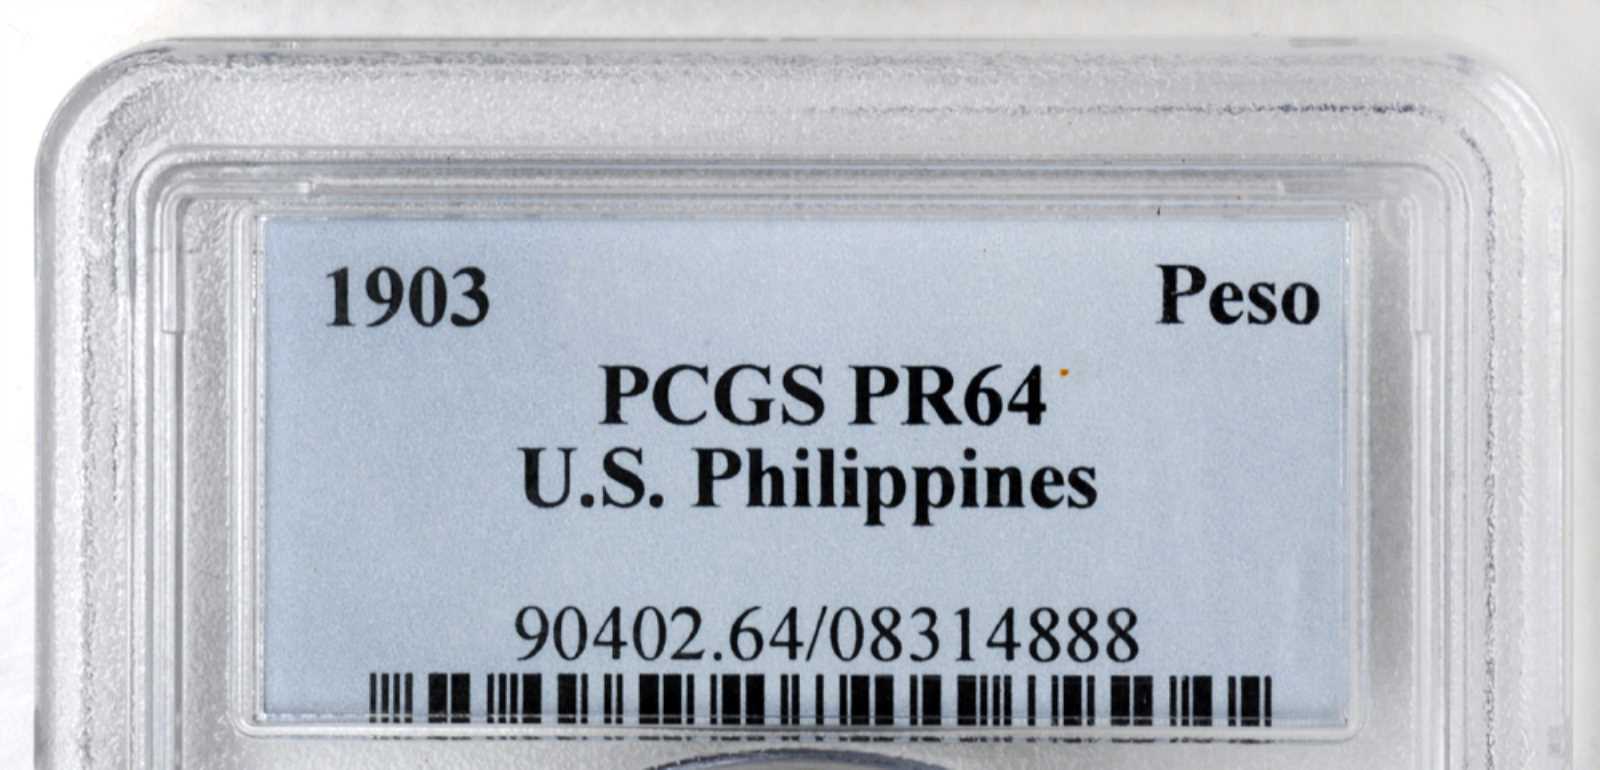 1903 Peso
PCGS PR64
U.S. Philippines
90402.64/08314888